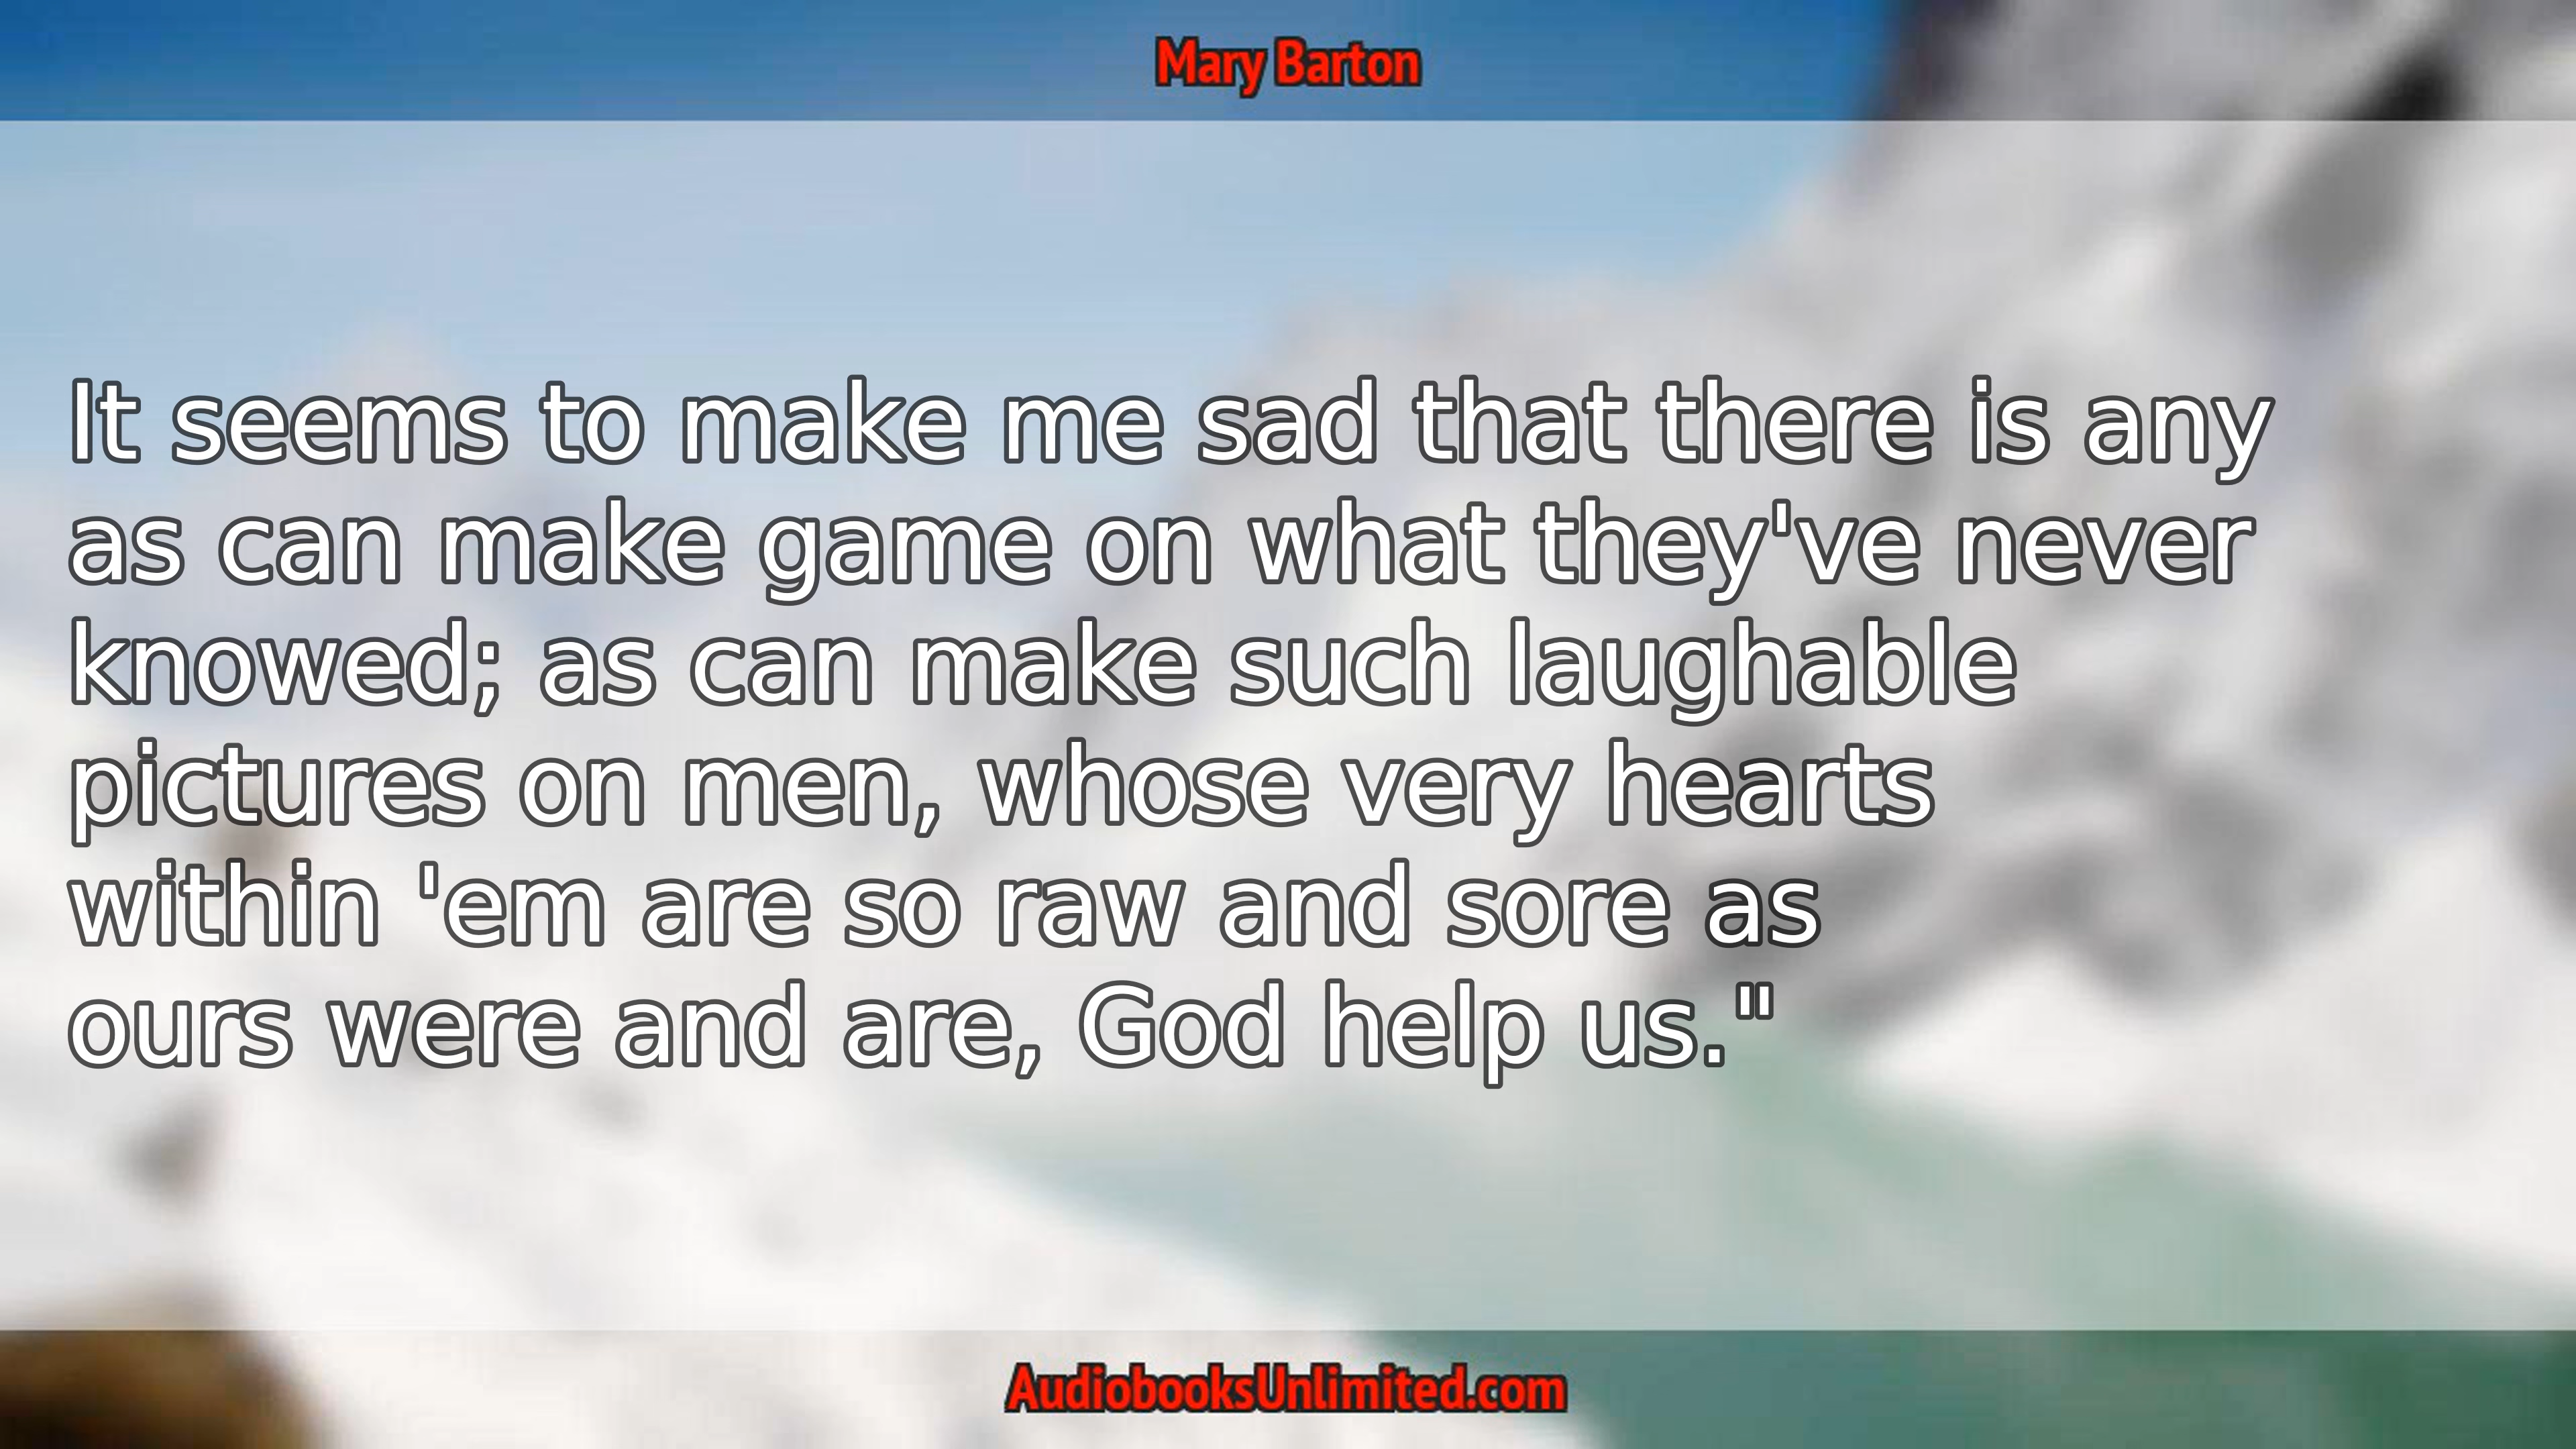 Mary Barton
It seems to make me sad that there is any
as can make game on what they've never
knowed; as can make such laughable
pictures on men, whose very hearts
within 'em are so raw and sore as
ours were and are, God help us."
AudiobooksUnlimited.com